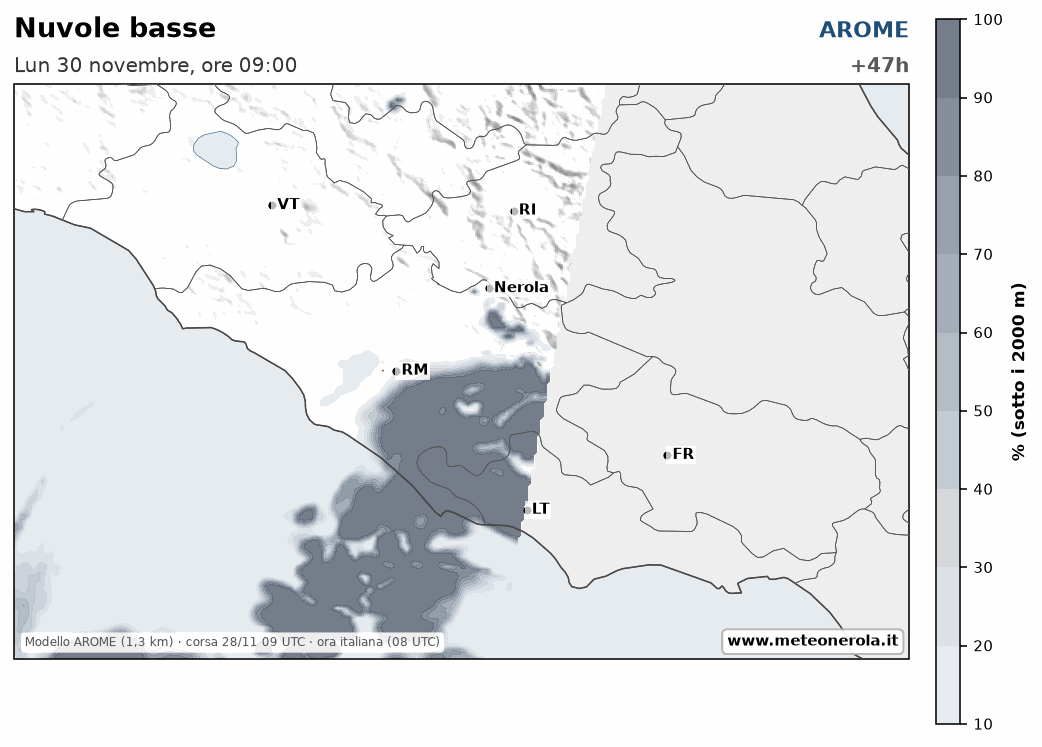 Nuvole basse
AROME
Lun 30 novembre, ore 09:00
+47h
100
90
80
70
60
50
40
30
20
10
% (sotto i 2000 m)
VT
RI
Nerola
RM
FR
LT
Modello AROME (1,3 km) · corsa 28/11 09 UTC · ora italiana (08 UTC)
www.meteonerola.it